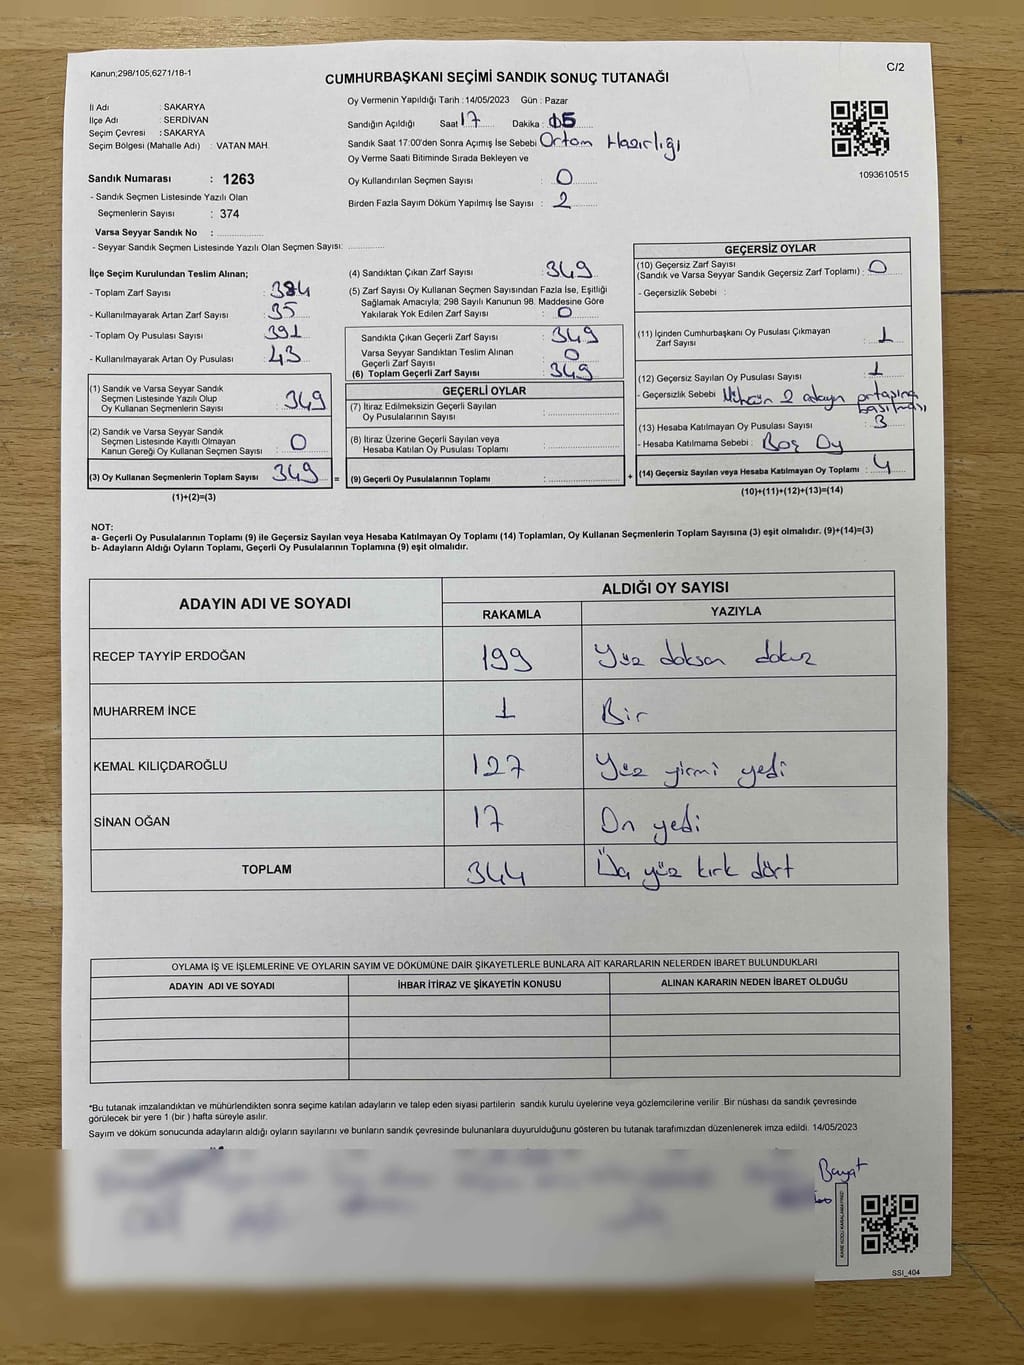 Kanun;298/105;6271/18-1
C/2
CUMHURBAŞKANI SEÇİMİ SANDIK SONUÇ TUTANAĞI
İl Adı : SAKARYA
İlçe Adı : SERDİVAN
Seçim Çevresi : SAKARYA
Seçim Bölgesi (Mahalle Adı) : VATAN MAH.
Sandık Numarası : 1263
- Sandık Seçmen Listesinde Yazılı Olan
Seçmenlerin Sayısı : 374
Varsa Seyyar Sandık No :
- Seyyar Sandık Seçmen Listesinde Yazılı Olan Seçmen Sayısı:
Oy Vermenin Yapıldığı Tarih : 14/05/2023 Gün : Pazar
Sandığın Açıldığı Saat 17 Dakika : 05
Sandık Saat 17:00'den Sonra Açımış İse Sebebi Ortam Hazırlığı
Oy Verme Saati Bitiminde Sırada Bekleyen ve
Oy Kullandırılan Seçmen Sayısı : 0
Birden Fazla Sayım Döküm Yapılmış İse Sayısı : 2
1093610515
İlçe Seçim Kurulundan Teslim Alınan;
- Toplam Zarf Sayısı : 384
- Kullanılmayarak Artan Zarf Sayısı : 35
- Toplam Oy Pusulası Sayısı : 391
- Kullanılmayarak Artan Oy Pusulası : 43
(1) Sandık ve Varsa Seyyar Sandık
Seçmen Listesinde Yazılı Olup
Oy Kullanan Seçmenlerin Sayısı : 349
(2) Sandık ve Varsa Seyyar Sandık
Seçmen Listesinde Kayıtlı Olmayan
Kanun Gereği Oy Kullanan Seçmen Sayısı : 0
(3) Oy Kullanan Seçmenlerin Toplam Sayısı : 349 =
(1)+(2)=(3)
(4) Sandıktan Çıkan Zarf Sayısı : 349
(5) Zarf Sayısı Oy Kullanan Seçmen Sayısından Fazla İse, Eşitliği
Sağlamak Amacıyla; 298 Sayılı Kanunun 98. Maddesine Göre
Yakılarak Yok Edilen Zarf Sayısı : 0
Sandıkta Çıkan Geçerli Zarf Sayısı : 349
Varsa Seyyar Sandıktan Teslim Alınan
Geçerli Zarf Sayısı : 0
(6) Toplam Geçerli Zarf Sayısı : 349
GEÇERLİ OYLAR
(7) İtiraz Edilmeksizin Geçerli Sayılan
Oy Pusulalarının Sayısı :
(8) İtiraz Üzerine Geçerli Sayılan veya
Hesaba Katılan Oy Pusulası Toplamı :
(9) Geçerli Oy Pusulalarının Toplamı : +
GEÇERSİZ OYLAR
(10) Geçersiz Zarf Sayısı
(Sandık ve Varsa Seyyar Sandık Geçersiz Zarf Toplamı) : 0
- Geçersizlik Sebebi :
(11) İçinden Cumhurbaşkanı Oy Pusulası Çıkmayan
Zarf Sayısı : 1
(12) Geçersiz Sayılan Oy Pusulası Sayısı : 1
- Geçersizlik Sebebi Mührün 2 adayın ortasına
basılması
(13) Hesaba Katılmayan Oy Pusulası Sayısı : 3
- Hesaba Katılmama Sebebi : Boş Oy
(14) Geçersiz Sayılan veya Hesaba Katılmayan Oy Toplamı : 4
(10)+(11)+(12)+(13)=(14)
NOT:
a- Geçerli Oy Pusulalarının Toplamı (9) ile Geçersiz Sayılan veya Hesaba Katılmayan Oy Toplamı (14) Toplamları, Oy Kullanan Seçmenlerin Toplam Sayısına (3) eşit olmalıdır. (9)+(14)=(3)
b- Adayların Aldığı Oyların Toplamı, Geçerli Oy Pusulalarının Toplamına (9) eşit olmalıdır.
ADAYIN ADI VE SOYADI
ALDIĞI OY SAYISI
RAKAMLA YAZIYLA
RECEP TAYYİP ERDOĞAN 199 Yüz doksan dokuz
MUHARREM İNCE 1 Bir
KEMAL KILIÇDAROĞLU 127 Yüz yirmi yedi
SİNAN OĞAN 17 On yedi
TOPLAM 344 Üç yüz kırk dört
OYLAMA İŞ VE İŞLEMLERİNE VE OYLARIN SAYIM VE DÖKÜMÜNE DAİR ŞİKAYETLERLE BUNLARA AİT KARARLARIN NELERDEN İBARET BULUNDUKLARI
ADAYIN ADI VE SOYADI İHBAR İTİRAZ VE ŞİKAYETİN KONUSU ALINAN KARARIN NEDEN İBARET OLDUĞU
*Bu tutanak imzalandıktan ve mühürlendikten sonra seçime katılan adayların ve talep eden siyasi partilerin sandık kurulu üyelerine veya gözlemcilerine verilir .Bir nüshası da sandık çevresinde
görülecek bir yere 1 (bir ) hafta süreyle asılır.
Sayım ve döküm sonucunda adayların aldığı oyların sayılarını ve bunların sandık çevresinde bulunanlara duyurulduğunu gösteren bu tutanak tarafımızdan düzenlenerek imza edildi. 14/05/2023
SSI_404